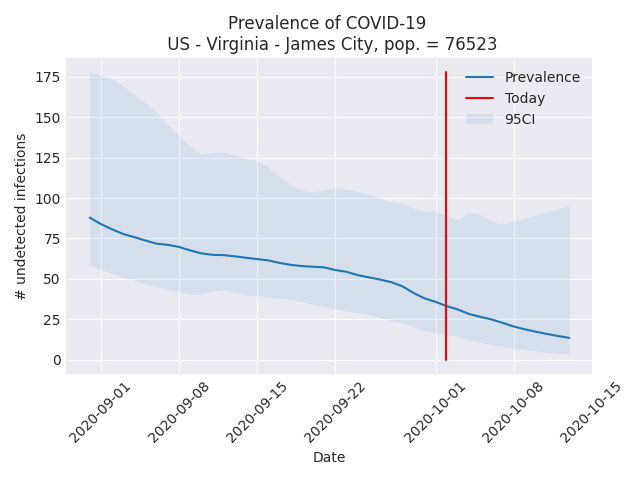 Prevalence of COVID-19
US - Virginia - James City, pop. = 76523
175
150
125
100
75
50
25
0
# undetected infections
Prevalence
Today
95CI
2020-09-01
2020-09-08
2020-09-15
2020-09-22
2020-10-01
2020-10-08
2020-10-15
Date